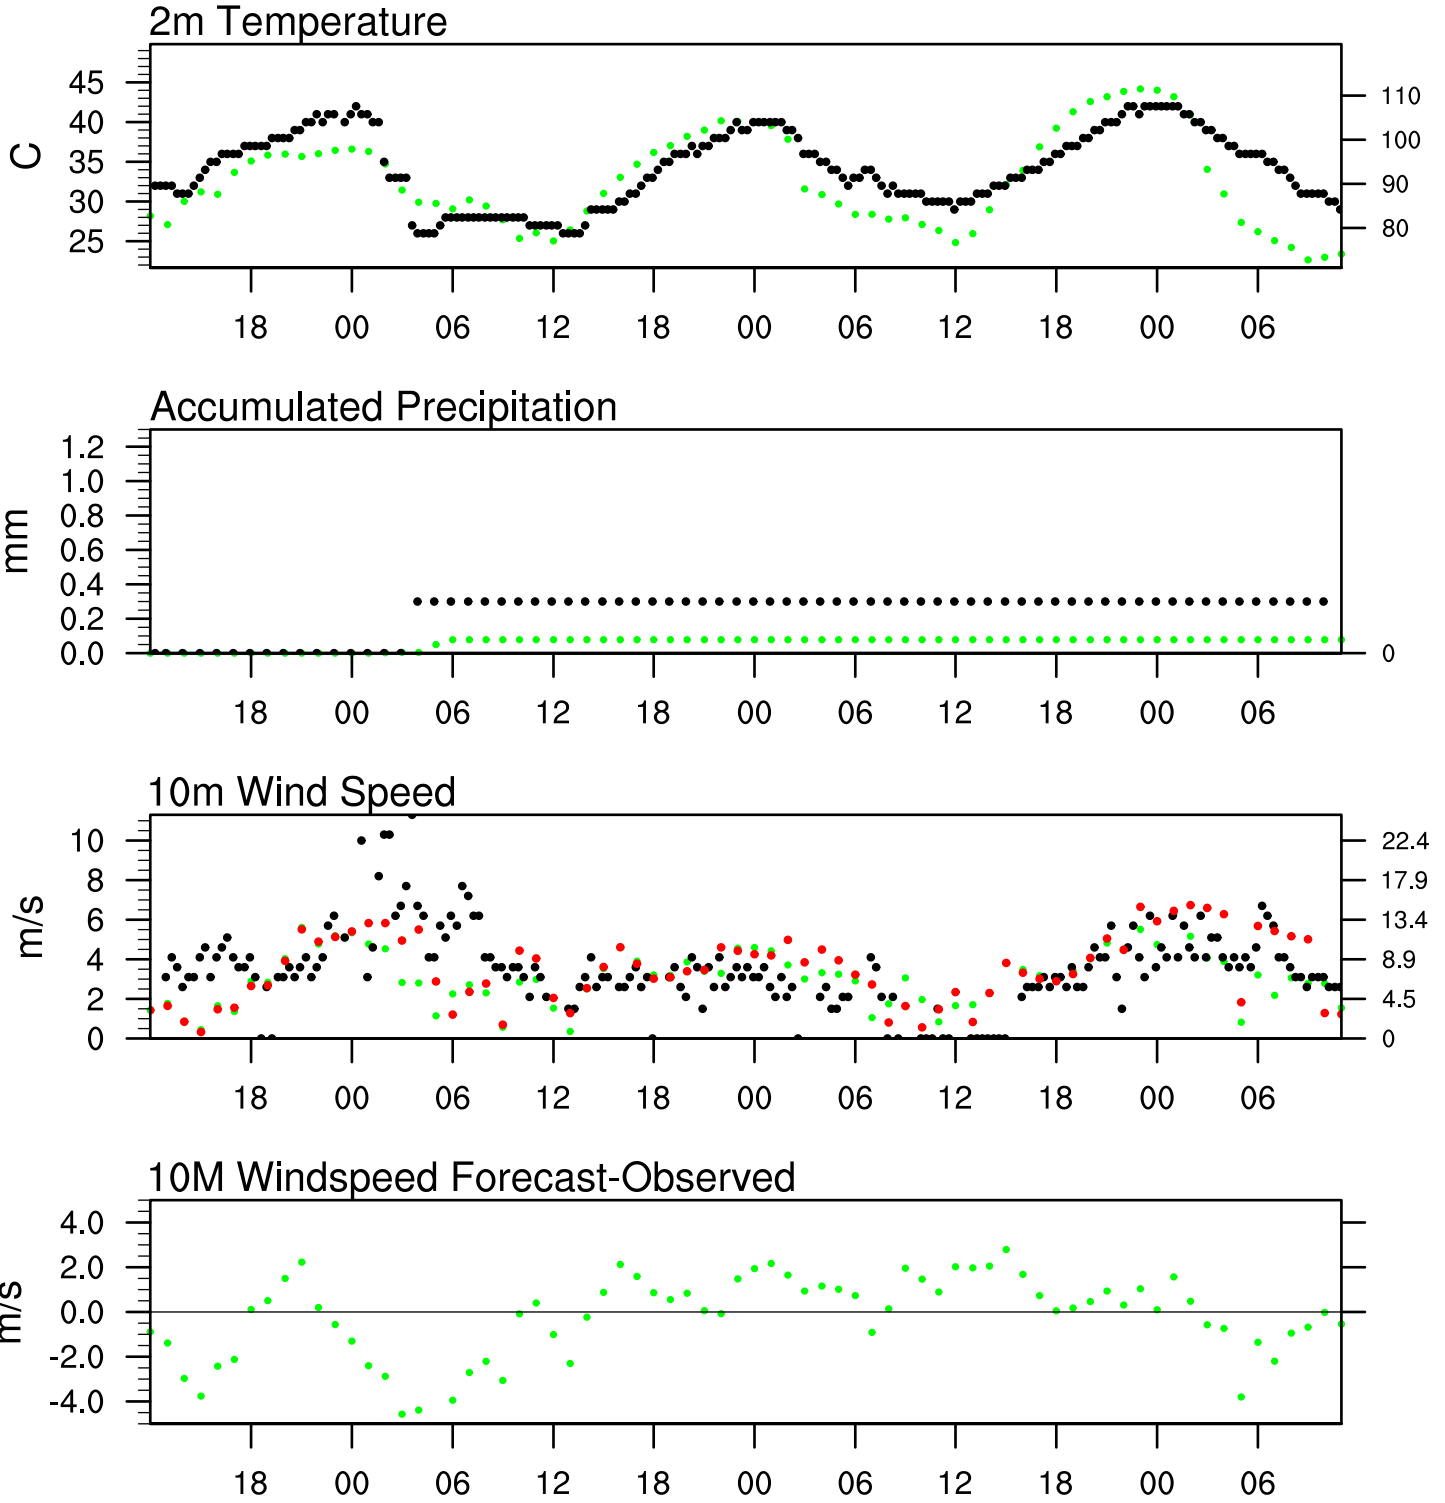 2m Temperature
C
45
40
35
30
25
110
100
90
80
18 00 06 12 18 00 06 12 18 00 06
Accumulated Precipitation
mm
1.2
1.0
0.8
0.6
0.4
0.2
0.0
0
18 00 06 12 18 00 06 12 18 00 06
10m Wind Speed
m/s
10
8
6
4
2
0
22.4
17.9
13.4
8.9
4.5
0
18 00 06 12 18 00 06 12 18 00 06
10M Windspeed Forecast-Observed
m/s
4.0
2.0
0.0
-2.0
-4.0
18 00 06 12 18 00 06 12 18 00 06